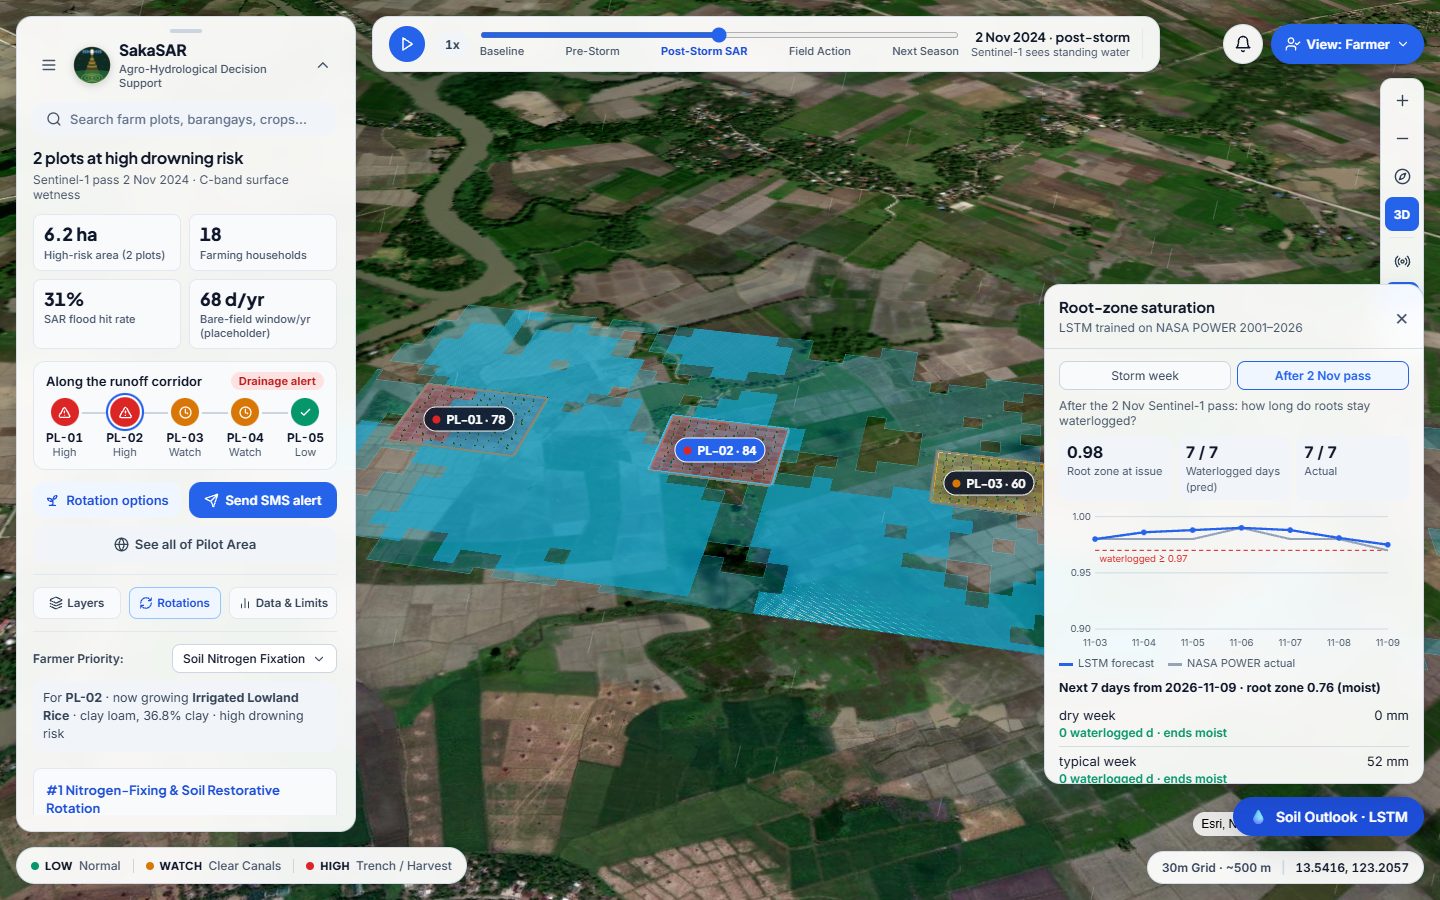 SakaSAR
Agro-Hydrological Decision
Support
Search farm plots, barangays, crops...
2 plots at high drowning risk
Sentinel-1 pass 2 Nov 2024 · C-band surface
wetness
6.2 ha
High-risk area (2 plots)
18
Farming households
31%
SAR flood hit rate
68 d/yr
Bare-field window/yr
(placeholder)
Along the runoff corridor
Drainage alert
PL-01
High
PL-02
High
PL-03
Watch
PL-04
Watch
PL-05
Low
Rotation options
Send SMS alert
See all of Pilot Area
Layers
Rotations
Data & Limits
Farmer Priority:
Soil Nitrogen Fixation
For PL-02 · now growing Irrigated Lowland
Rice · clay loam, 36.8% clay · high drowning
risk
#1 Nitrogen-Fixing & Soil Restorative
Rotation
LOW Normal
WATCH Clear Canals
HIGH Trench / Harvest
1x
Baseline
Pre-Storm
Post-Storm SAR
Field Action
Next Season
2 Nov 2024 · post-storm
Sentinel-1 sees standing water
View: Farmer
3D
PL-01 · 78
PL-02 · 84
PL-03 · 60
Root-zone saturation
LSTM trained on NASA POWER 2001–2026
Storm week
After 2 Nov pass
After the 2 Nov Sentinel-1 pass: how long do roots stay
waterlogged?
0.98
Root zone at issue
7 / 7
Waterlogged days
(pred)
7 / 7
Actual
1.00
waterlogged ≥ 0.97
0.95
0.90
11-03 11-04 11-05 11-06 11-07 11-08 11-09
LSTM forecast
NASA POWER actual
Next 7 days from 2026-11-09 · root zone 0.76 (moist)
dry week
0 mm
0 waterlogged d · ends moist
typical week
52 mm
0 waterlogged d · ends moist
Esri,
Soil Outlook · LSTM
30m Grid · ~500 m
13.5416, 123.2057